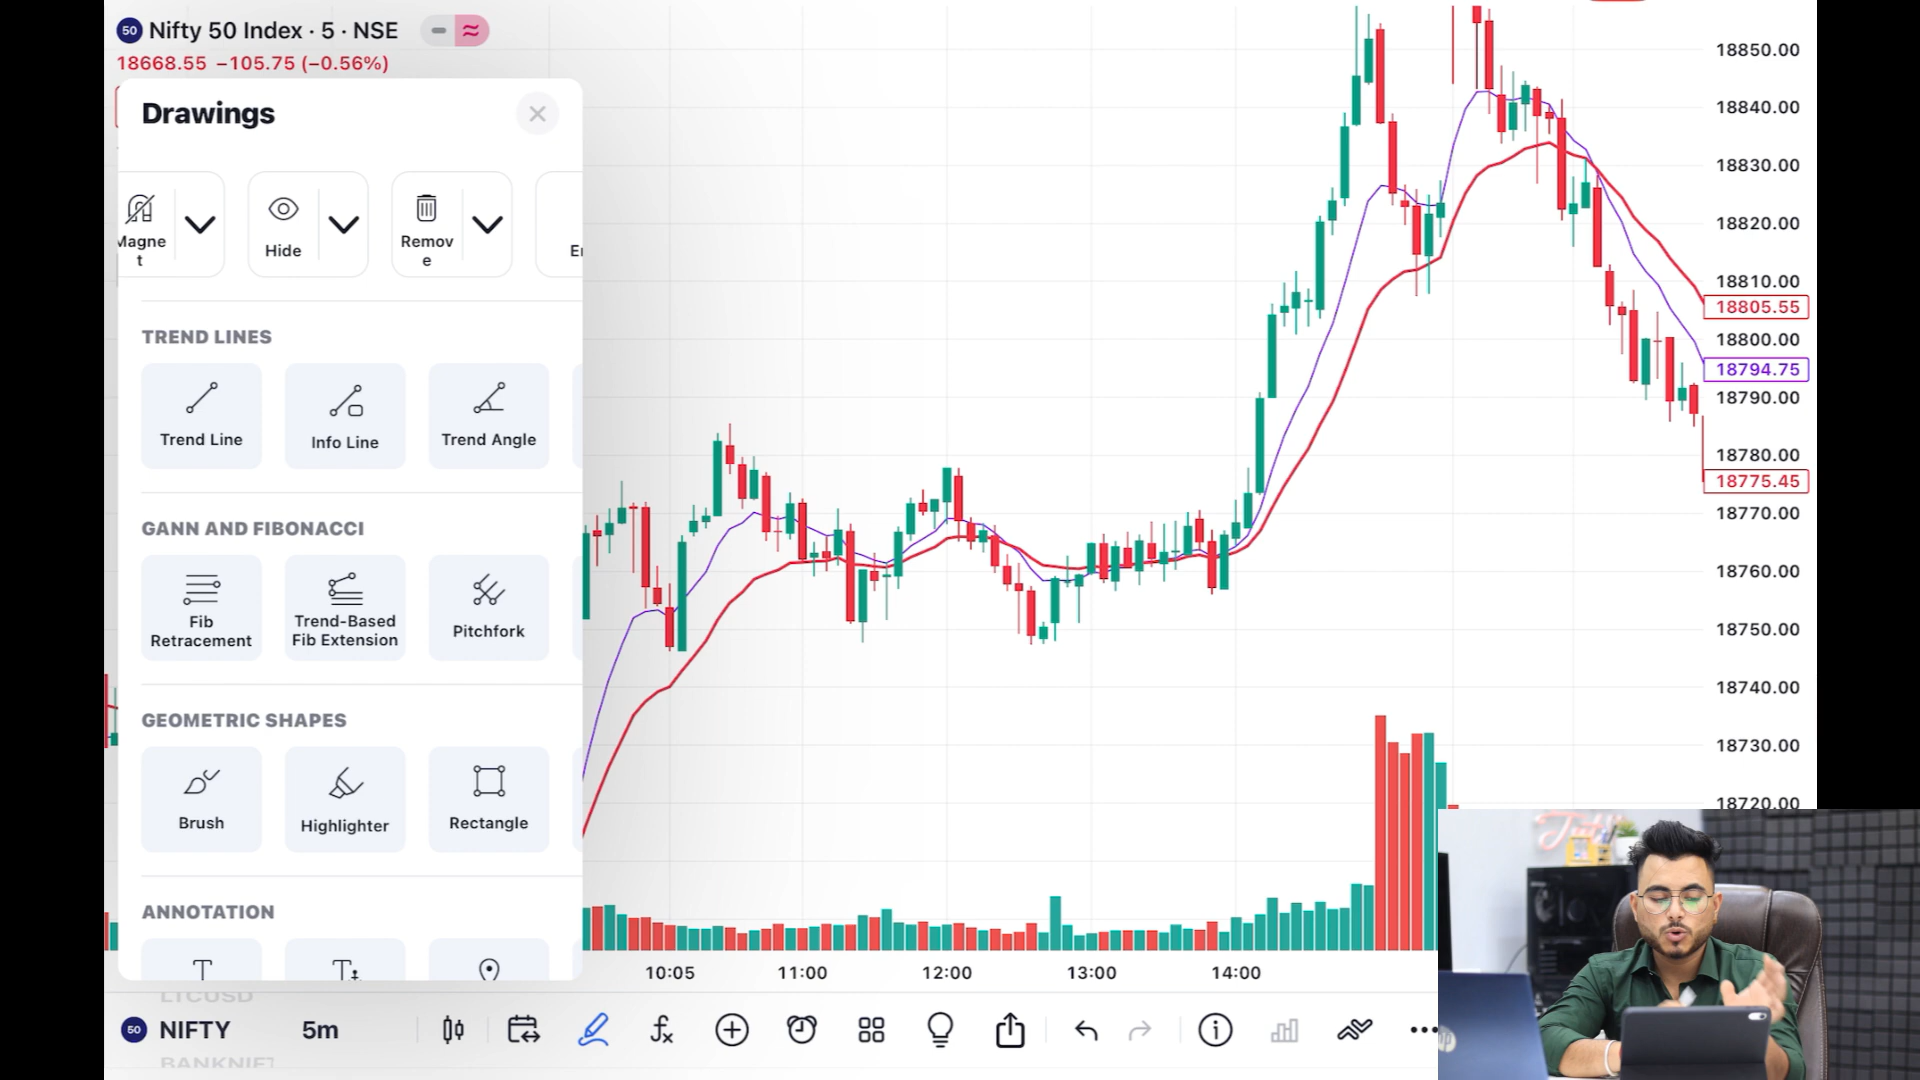 50 Nifty 50 Index · 5 · NSE
18668.55 −105.75 (−0.56%)
Drawings
Magne
t
Hide
Remov
e
TREND LINES
Trend Line
Info Line
Trend Angle
GANN AND FIBONACCI
Fib
Retracement
Trend-Based
Fib Extension
Pitchfork
GEOMETRIC SHAPES
Brush
Highlighter
Rectangle
ANNOTATION
18850.00
18840.00
18830.00
18820.00
18810.00
18805.55
18800.00
18794.75
18790.00
18780.00
18775.45
18770.00
18760.00
18750.00
18740.00
18730.00
18720.00
10:05 11:00 12:00 13:00 14:00
LTCUSD
50 NIFTY 5m
hp